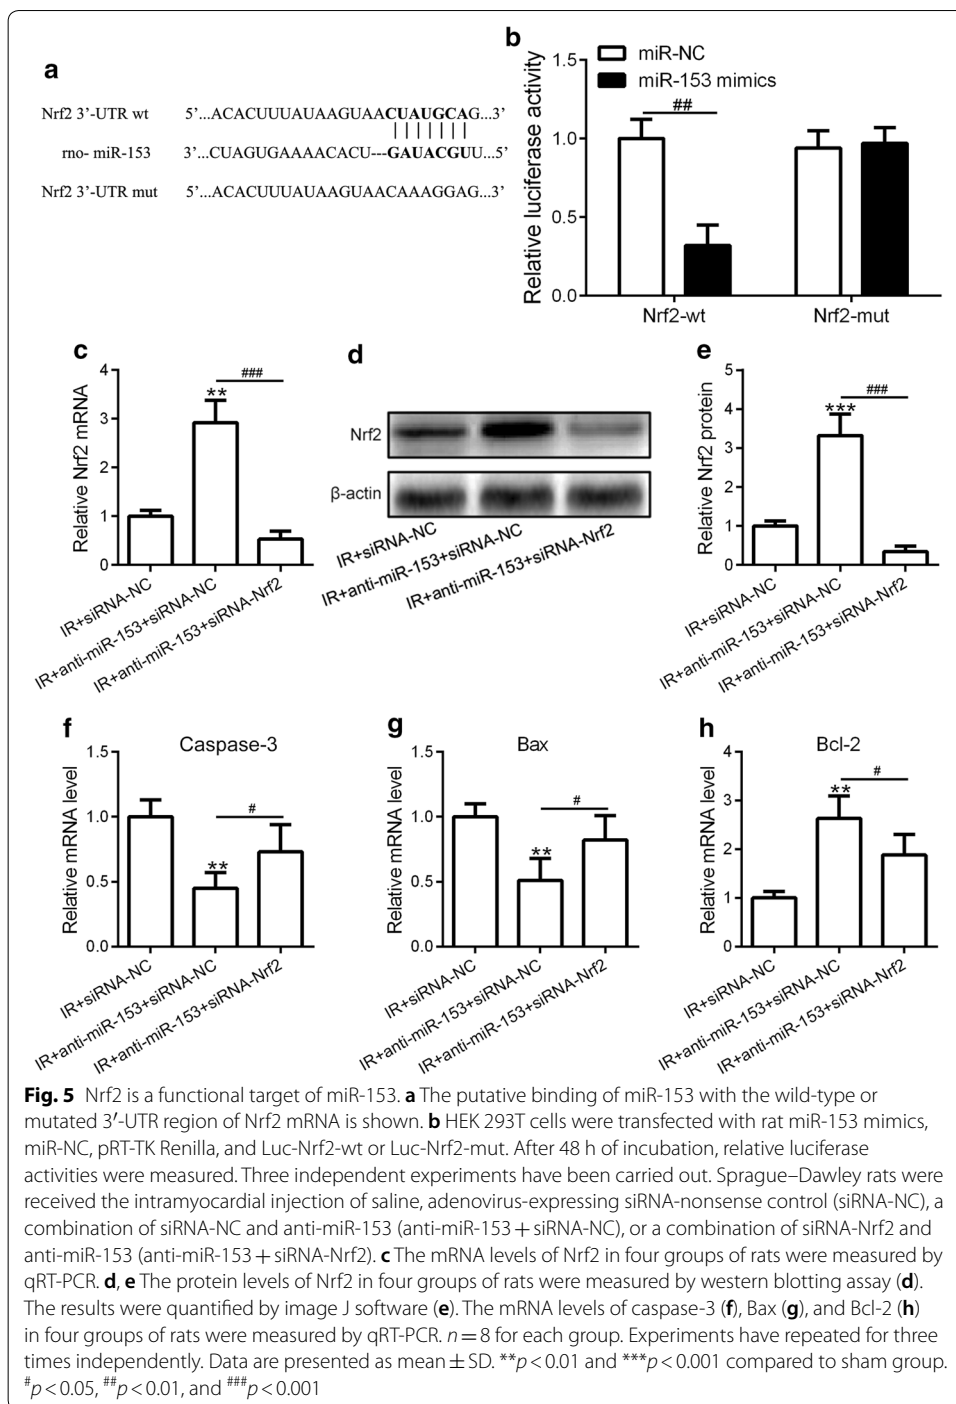 a
Nrf2 3’-UTR wt 5’...ACACUUUAUAAGUAACUAUGCAG...3’
rno- miR-153 3’...CUAGUGAAAACACU---GAUACGUU...5’
Nrf2 3’-UTR mut 5’...ACACUUUAUAAGUAACAAAGGAG...3’
b
miR-NC
miR-153 mimics
Relative luciferase activity
1.5
1.0
0.5
0.0
##
Nrf2-wt Nrf2-mut
c
Relative Nrf2 mRNA
4
3
2
1
0
**
###
IR+siRNA-NC
IR+anti-miR-153+siRNA-NC
IR+anti-miR-153+siRNA-Nrf2
d
Nrf2
β-actin
IR+siRNA-NC
IR+anti-miR-153+siRNA-NC
IR+anti-miR-153+siRNA-Nrf2
e
Relative Nrf2 protein
5
4
3
2
1
0
***
###
IR+siRNA-NC
IR+anti-miR-153+siRNA-NC
IR+anti-miR-153+siRNA-Nrf2
f
Caspase-3
Relative mRNA level
1.5
1.0
0.5
0.0
**
#
IR+siRNA-NC
IR+anti-miR-153+siRNA-NC
IR+anti-miR-153+siRNA-Nrf2
g
Bax
Relative mRNA level
1.5
1.0
0.5
0.0
**
#
IR+siRNA-NC
IR+anti-miR-153+siRNA-NC
IR+anti-miR-153+siRNA-Nrf2
h
Bcl-2
Relative mRNA level
4
3
2
1
0
**
#
IR+siRNA-NC
IR+anti-miR-153+siRNA-NC
IR+anti-miR-153+siRNA-Nrf2
Fig. 5 Nrf2 is a functional target of miR-153. a The putative binding of miR-153 with the wild-type or
mutated 3′-UTR region of Nrf2 mRNA is shown. b HEK 293T cells were transfected with rat miR-153 mimics,
miR-NC, pRT-TK Renilla, and Luc-Nrf2-wt or Luc-Nrf2-mut. After 48 h of incubation, relative luciferase
activities were measured. Three independent experiments have been carried out. Sprague–Dawley rats were
received the intramyocardial injection of saline, adenovirus-expressing siRNA-nonsense control (siRNA-NC), a
combination of siRNA-NC and anti-miR-153 (anti-miR-153 + siRNA-NC), or a combination of siRNA-Nrf2 and
anti-miR-153 (anti-miR-153 + siRNA-Nrf2). c The mRNA levels of Nrf2 in four groups of rats were measured by
qRT-PCR. d, e The protein levels of Nrf2 in four groups of rats were measured by western blotting assay (d).
The results were quantified by image J software (e). The mRNA levels of caspase-3 (f), Bax (g), and Bcl-2 (h)
in four groups of rats were measured by qRT-PCR. n = 8 for each group. Experiments have repeated for three
times independently. Data are presented as mean ± SD. **p < 0.01 and ***p < 0.001 compared to sham group.
#p < 0.05, ##p < 0.01, and ###p < 0.001